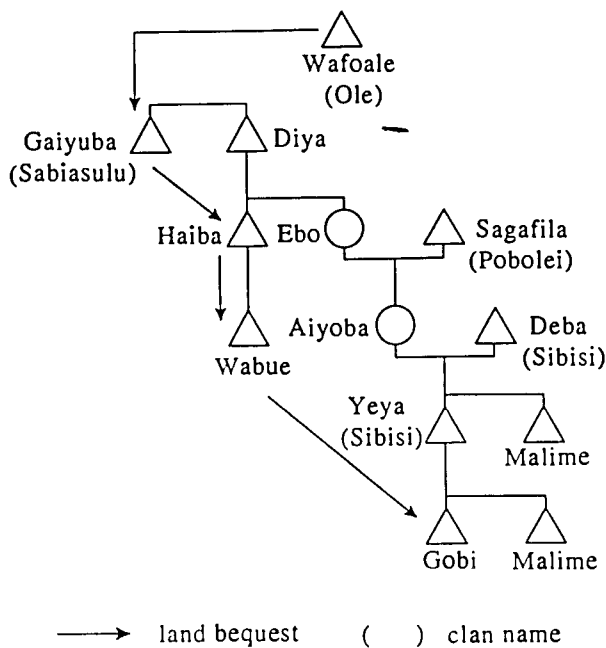 Wafoale
(Ole)
Gaiyuba
(Sabiasulu)
Diya
Haiba
Ebo
Sagafila
(Pobolei)
Wabue
Aiyoba
Deba
(Sibisi)
Yeya
(Sibisi)
Malime
Gobi
Malime
land bequest ( ) clan name